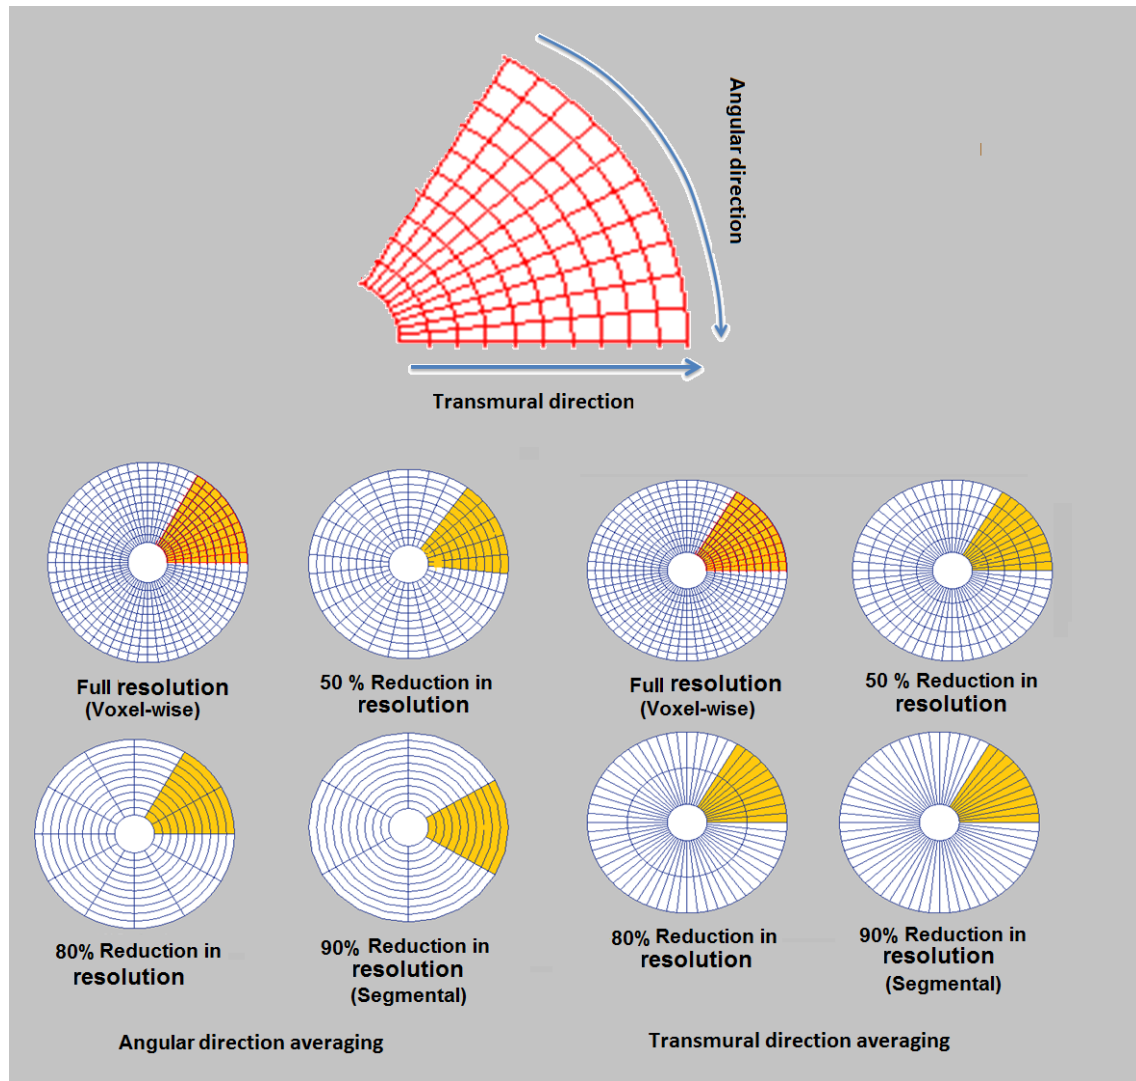 Angular direction
Transmural direction
Full resolution
(Voxel-wise)
50 % Reduction in
resolution
Full resolution
(Voxel-wise)
50 % Reduction in
resolution
80% Reduction in
resolution
90% Reduction in
resolution
(Segmental)
80% Reduction in
resolution
90% Reduction in
resolution
(Segmental)
Angular direction averaging
Transmural direction averaging